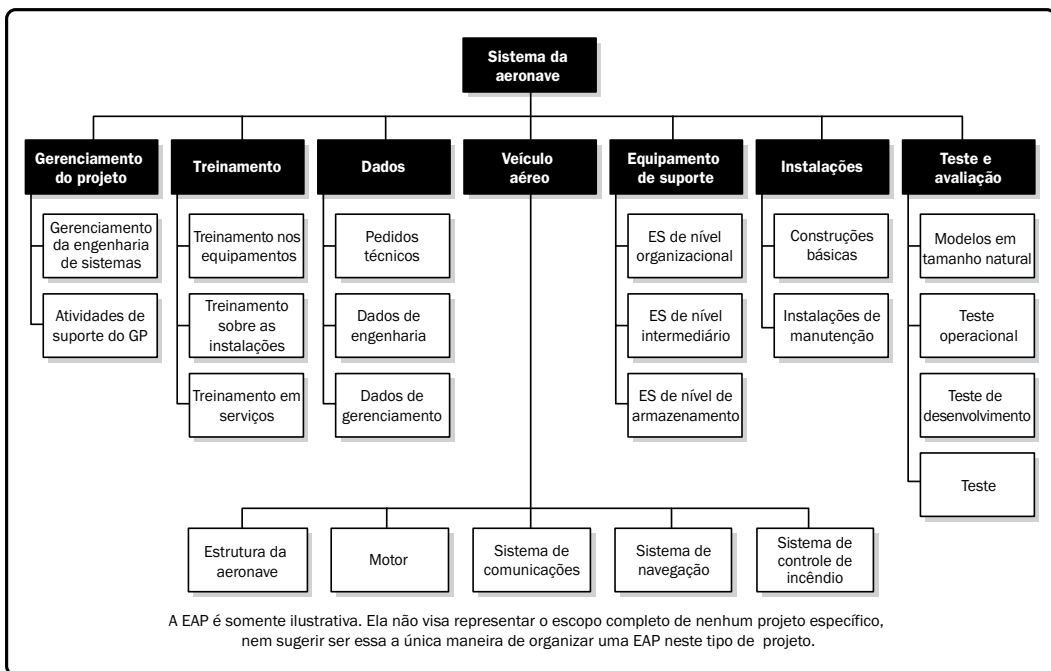 Sistema da
aeronave
Gerenciamento
do projeto
Treinamento
Dados
Veículo
aéreo
Equipamento
de suporte
Instalações
Teste e
avaliação
Gerenciamento
da engenharia
de sistemas
Atividades de
suporte do GP
Treinamento nos
equipamentos
Treinamento
sobre as
instalações
Treinamento em
serviços
Pedidos
técnicos
Dados de
engenharia
Dados de
gerenciamento
ES de nível
organizacional
ES de nível
intermediário
ES de nível de
armazenamento
Construções
básicas
Instalações de
manutenção
Modelos em
tamanho natural
Teste
operacional
Teste de
desenvolvimento
Teste
Estrutura da
aeronave
Motor
Sistema de
comunicações
Sistema de
navegação
Sistema de
controle de
incêndio
A EAP é somente ilustrativa. Ela não visa representar o escopo completo de nenhum projeto específico,
nem sugerir ser essa a única maneira de organizar uma EAP neste tipo de projeto.